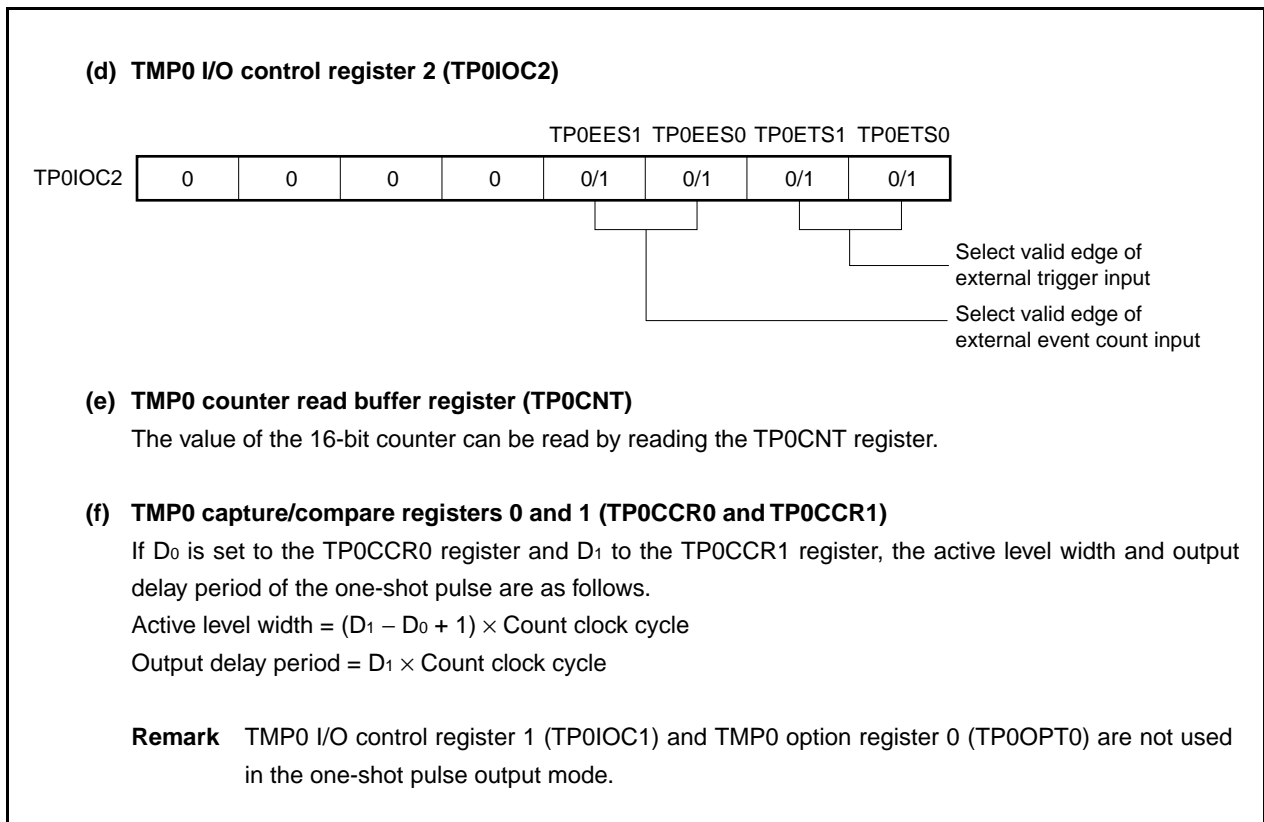 (d) TMP0 I/O control register 2 (TP0IOC2)
TP0EES1 TP0EES0 TP0ETS1 TP0ETS0
TP0IOC2 0 0 0 0 0/1 0/1 0/1 0/1
Select valid edge of
external trigger input
Select valid edge of
external event count input
(e) TMP0 counter read buffer register (TP0CNT)
The value of the 16-bit counter can be read by reading the TP0CNT register.
(f) TMP0 capture/compare registers 0 and 1 (TP0CCR0 and TP0CCR1)
If D0 is set to the TP0CCR0 register and D1 to the TP0CCR1 register, the active level width and output
delay period of the one-shot pulse are as follows.
Active level width = (D1 − D0 + 1) × Count clock cycle
Output delay period = D1 × Count clock cycle
Remark TMP0 I/O control register 1 (TP0IOC1) and TMP0 option register 0 (TP0OPT0) are not used
in the one-shot pulse output mode.